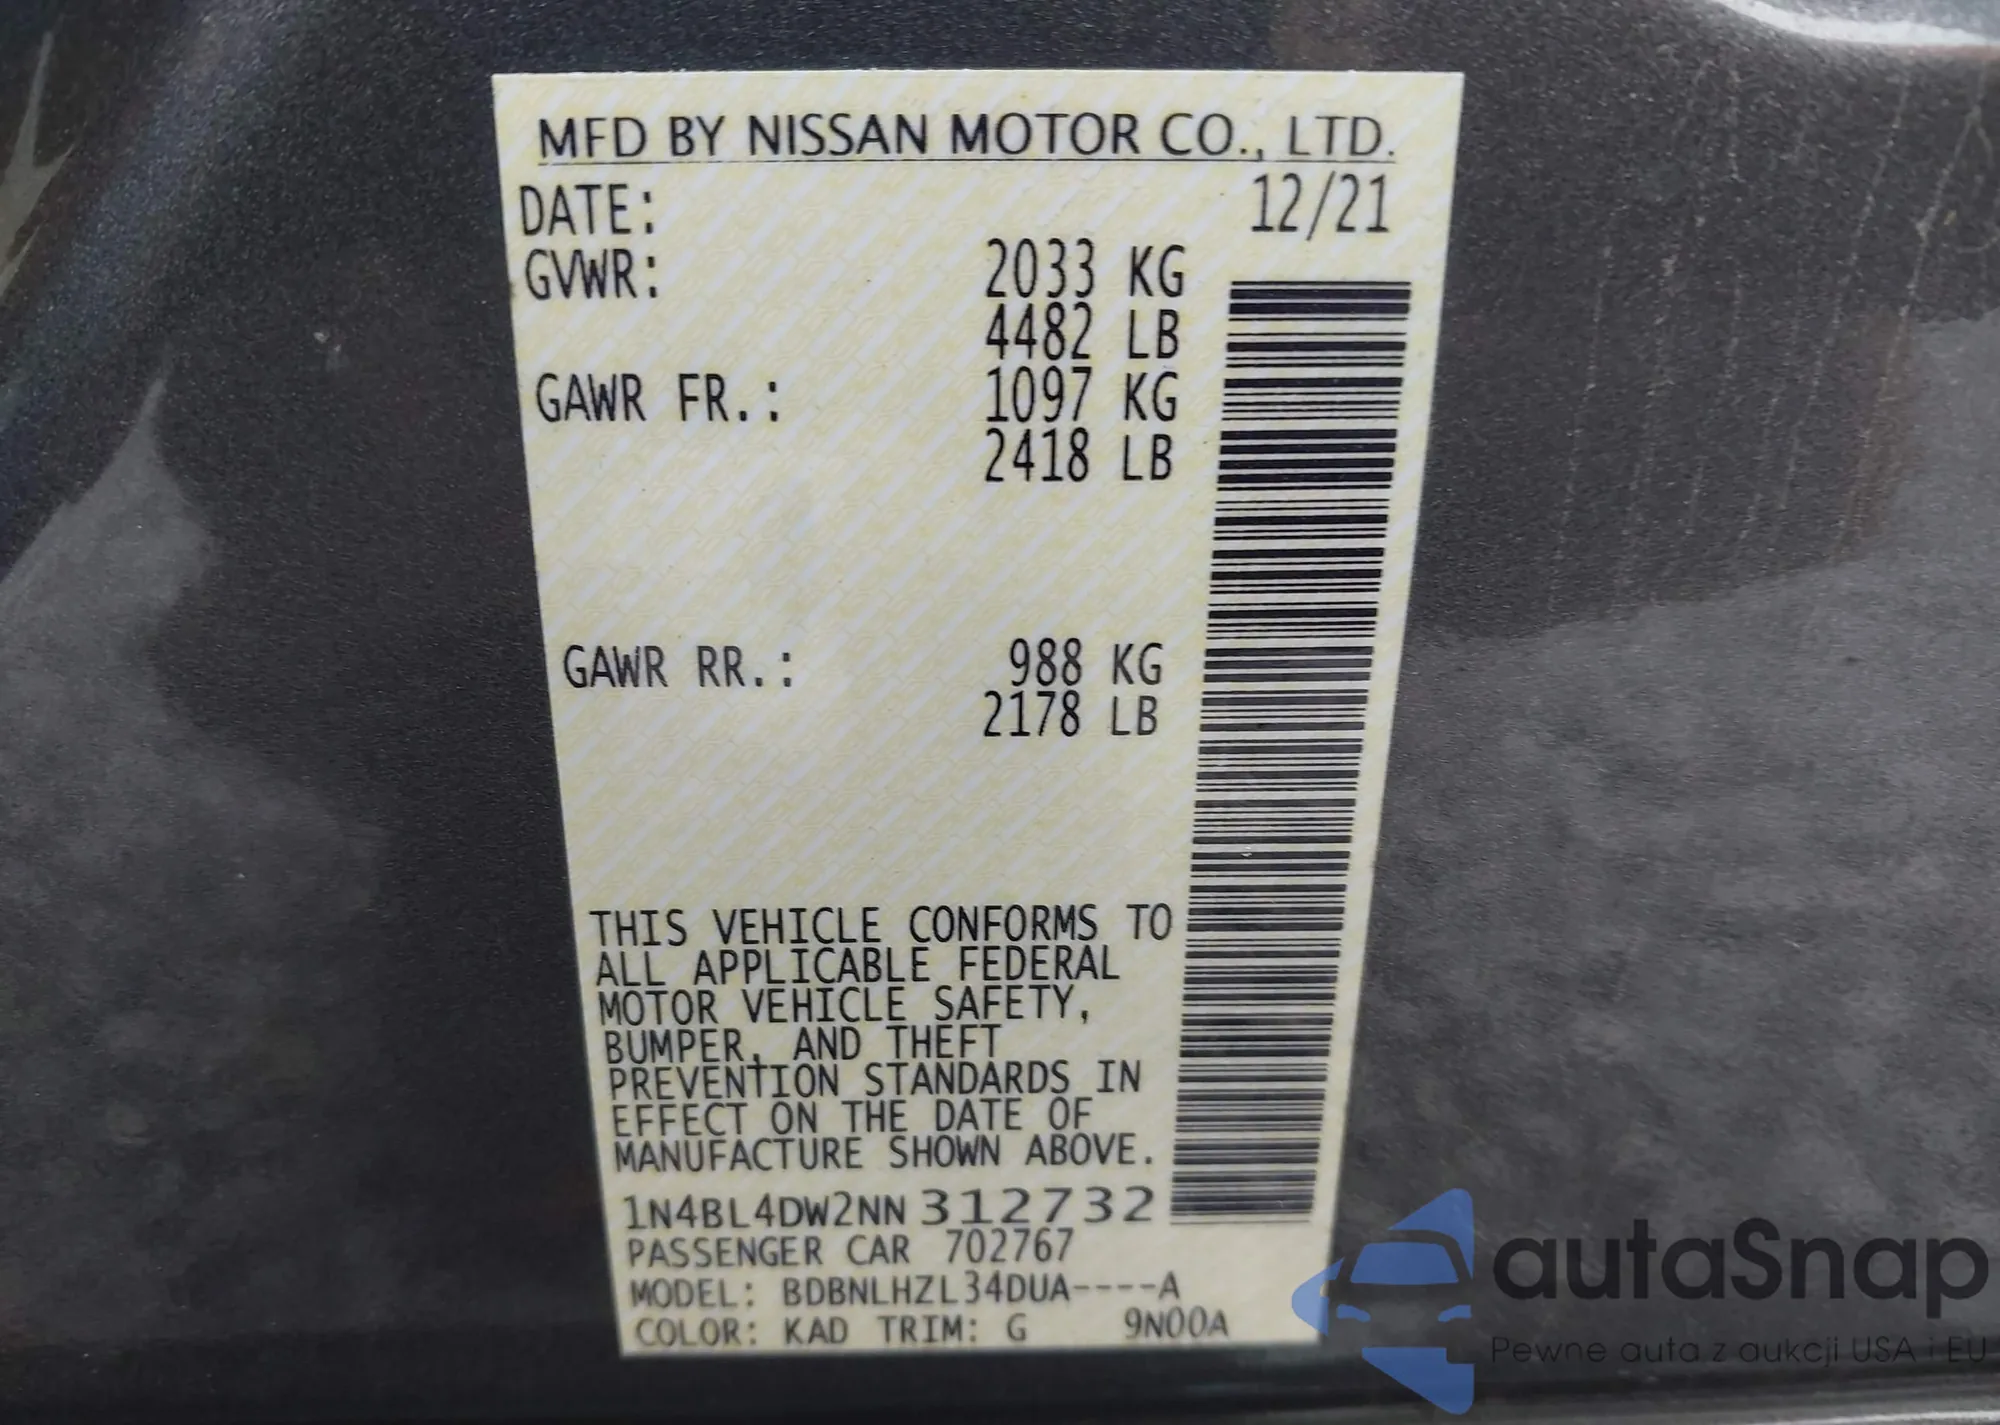 MFD BY NISSAN MOTOR CO., LTD.
DATE: 12/21
GVWR: 2033 KG
4482 LB
GAWR FR.: 1097 KG
2418 LB
GAWR RR.: 988 KG
2178 LB
THIS VEHICLE CONFORMS TO
ALL APPLICABLE FEDERAL
MOTOR VEHICLE SAFETY,
BUMPER, AND THEFT
PREVENTION STANDARDS IN
EFFECT ON THE DATE OF
MANUFACTURE SHOWN ABOVE.
1N4BL4DW2NN312732
PASSENGER CAR 702767
MODEL: BDBNLHZL34DUA----A
COLOR: KAD TRIM: G 9N00A
autaSnap
Pewne auta z aukcji USA i EU